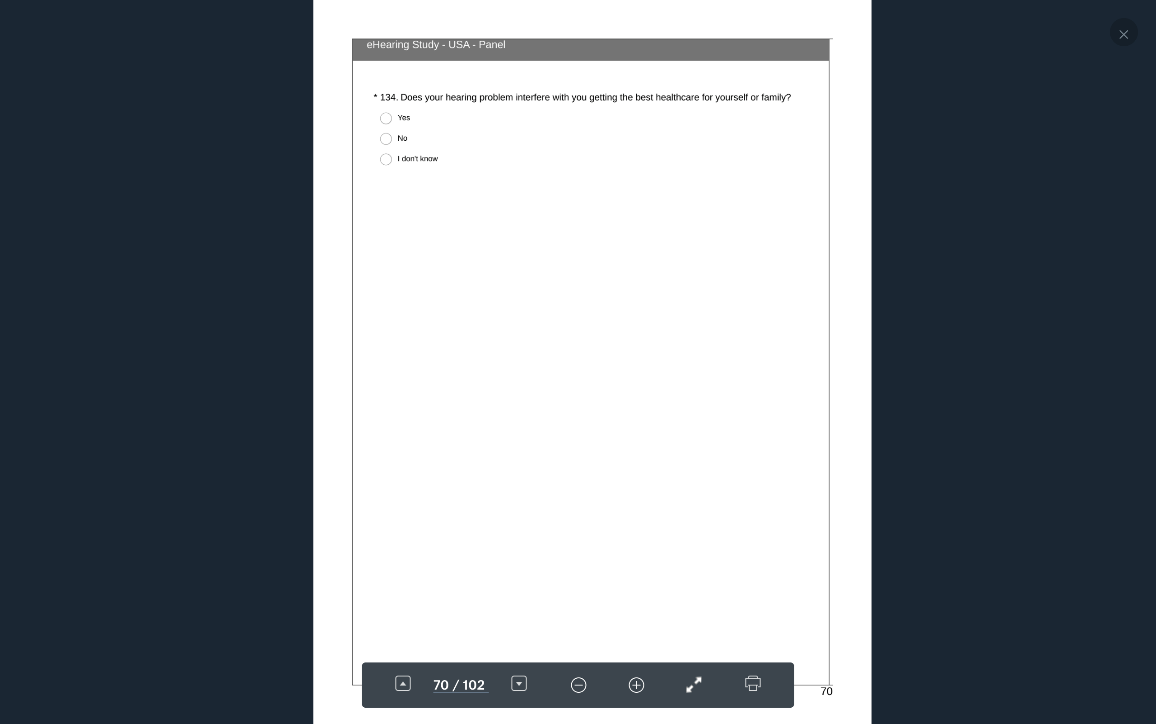 eHearing Study - USA - Panel
* 134. Does your hearing problem interfere with you getting the best healthcare for yourself or family?
Yes
No
I don't know
70 / 102
70